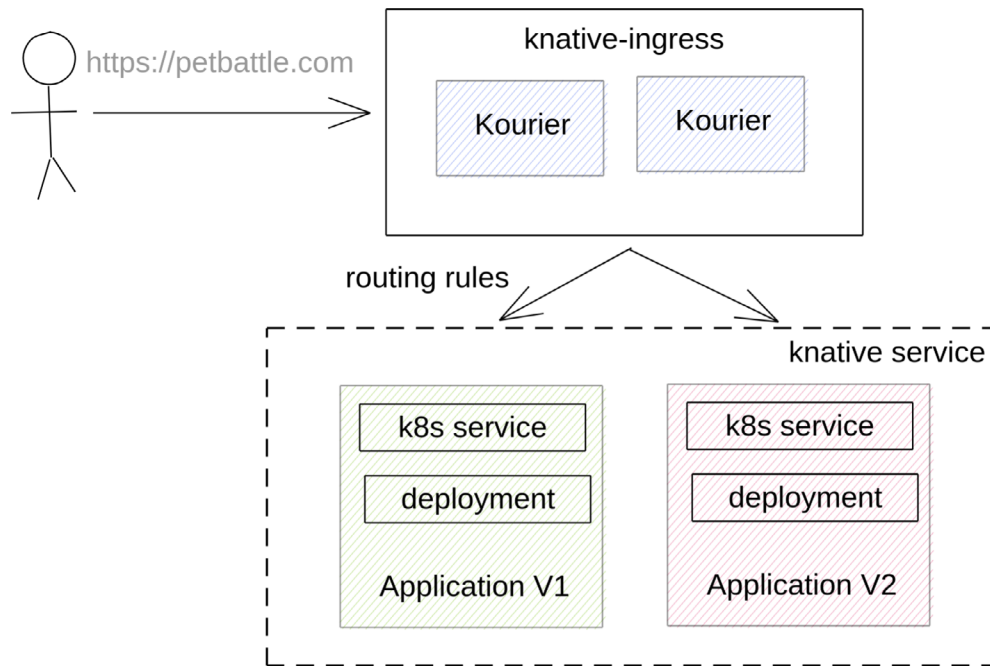 https://petbattle.com
knative-ingress
Kourier
Kourier
routing rules
knative service
k8s service
deployment
Application V1
k8s service
deployment
Application V2